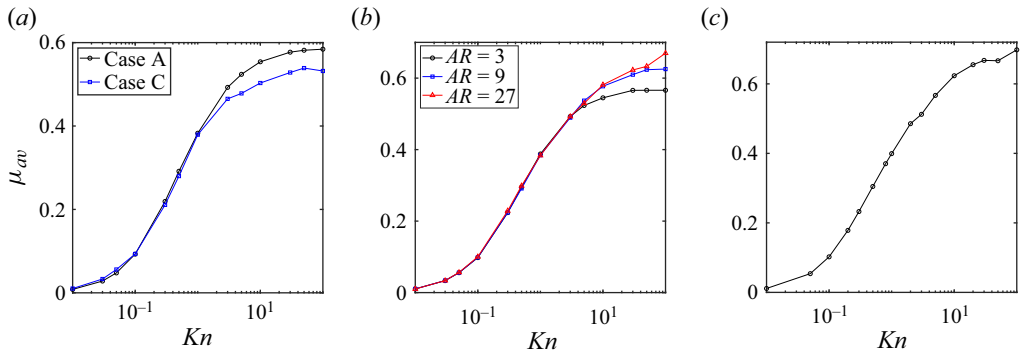 (a)
0.6
0.4
0.2
0
μav
Case A
Case C
10−1
101
Kn
(b)
0.6
0.4
0.2
0
AR = 3
AR = 9
AR = 27
10−1
101
Kn
(c)
0.6
0.4
0.2
0
10−1
101
Kn